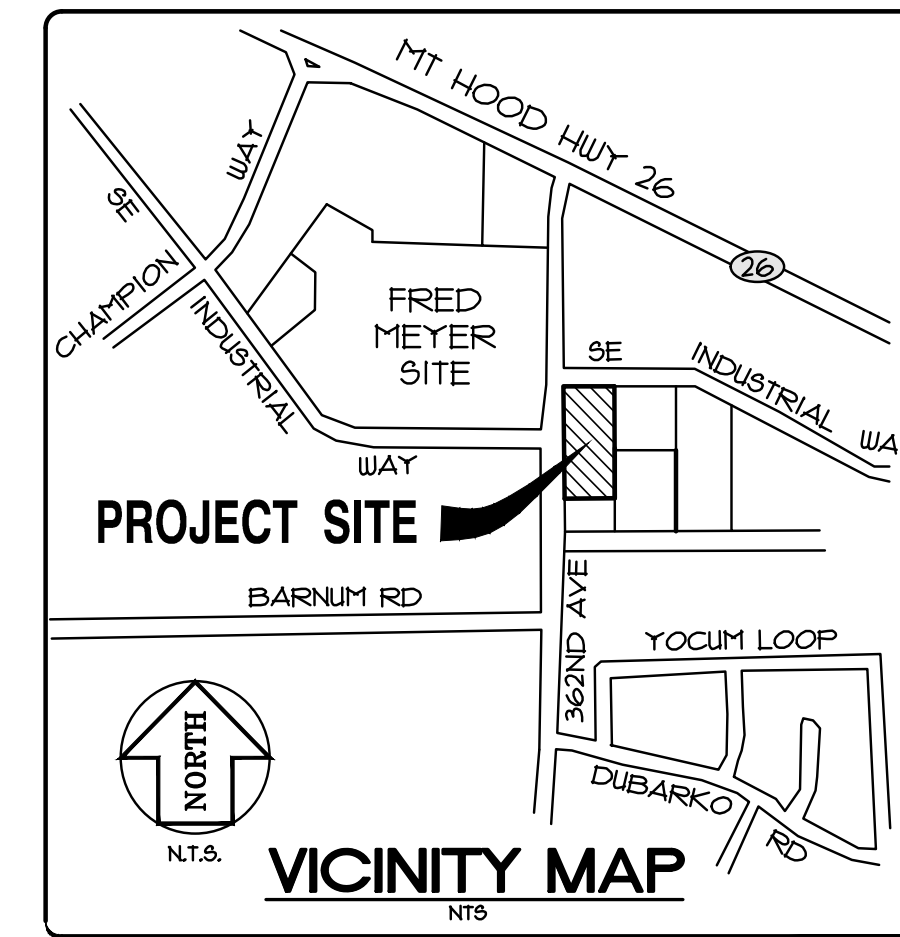 MT HOOD HWY 26
WAY
SE
26
CHAMPION
INDUSTRIAL
FRED
MEYER
SITE
SE INDUSTRIAL WA
WAY
PROJECT SITE
BARNUM RD
362ND AVE
YOCUM LOOP
NORTH
DUBARKO RD
N.T.S.
VICINITY MAP
NTS